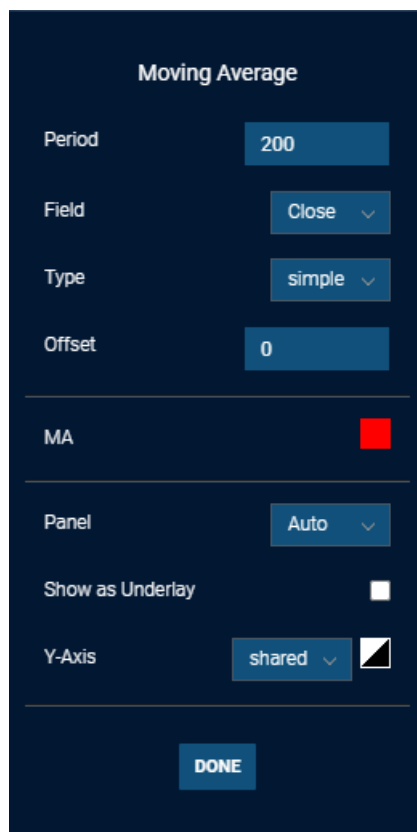 Moving Average
Period 200
Field Close
Type simple
Offset 0
MA
Panel Auto
Show as Underlay
Y-Axis shared
DONE